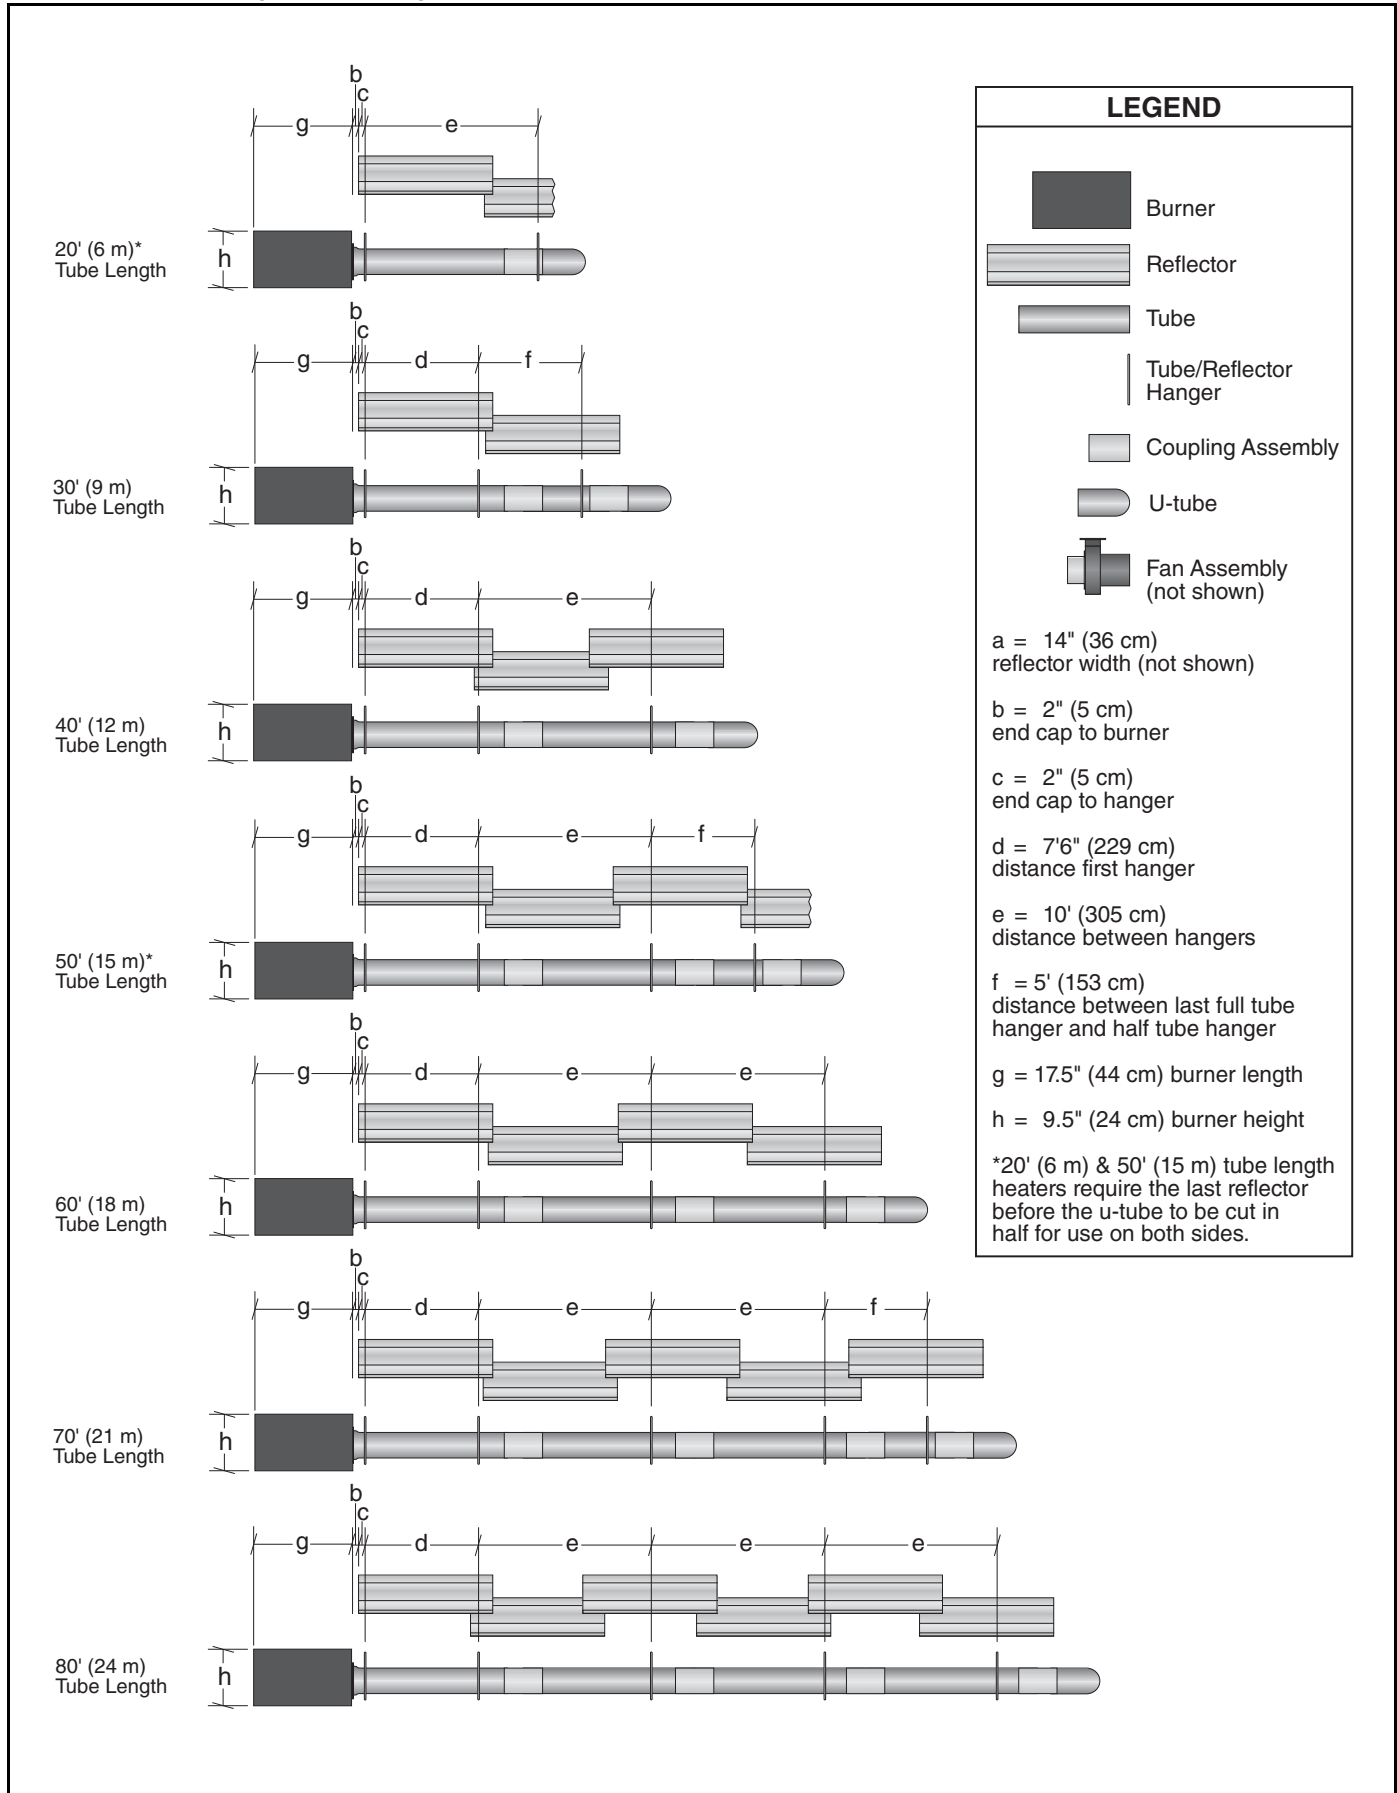 b
c
g
e
20' (6 m)*
Tube Length
h
b
c
g
d
f
30' (9 m)
Tube Length
h
b
c
g
d
e
40' (12 m)
Tube Length
h
b
c
g
d
e
f
50' (15 m)*
Tube Length
h
b
c
g
d
e
e
60' (18 m)
Tube Length
h
b
c
g
d
e
e
f
70' (21 m)
Tube Length
h
b
c
g
d
e
e
e
80' (24 m)
Tube Length
h
LEGEND
Burner
Reflector
Tube
Tube/Reflector
Hanger
Coupling Assembly
U-tube
Fan Assembly
(not shown)
a = 14" (36 cm)
reflector width (not shown)
b = 2" (5 cm)
end cap to burner
c = 2" (5 cm)
end cap to hanger
d = 7'6" (229 cm)
distance first hanger
e = 10' (305 cm)
distance between hangers
f = 5' (153 cm)
distance between last full tube
hanger and half tube hanger
g = 17.5" (44 cm) burner length
h = 9.5" (24 cm) burner height
*20' (6 m) & 50' (15 m) tube length
heaters require the last reflector
before the u-tube to be cut in
half for use on both sides.